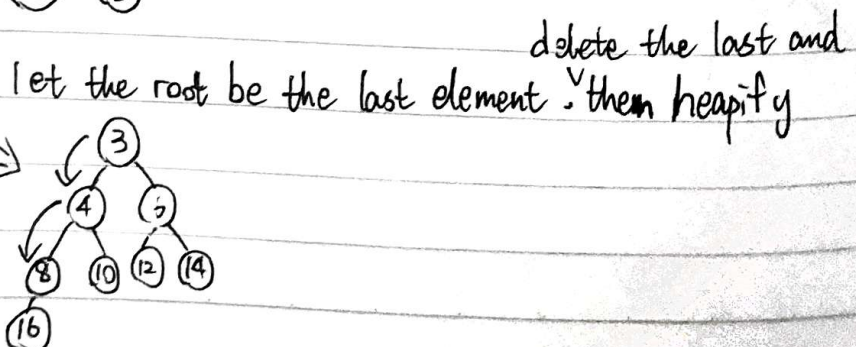 delete the last and
let the root be the last element. then heapify
3
4
8 10 12 14
16